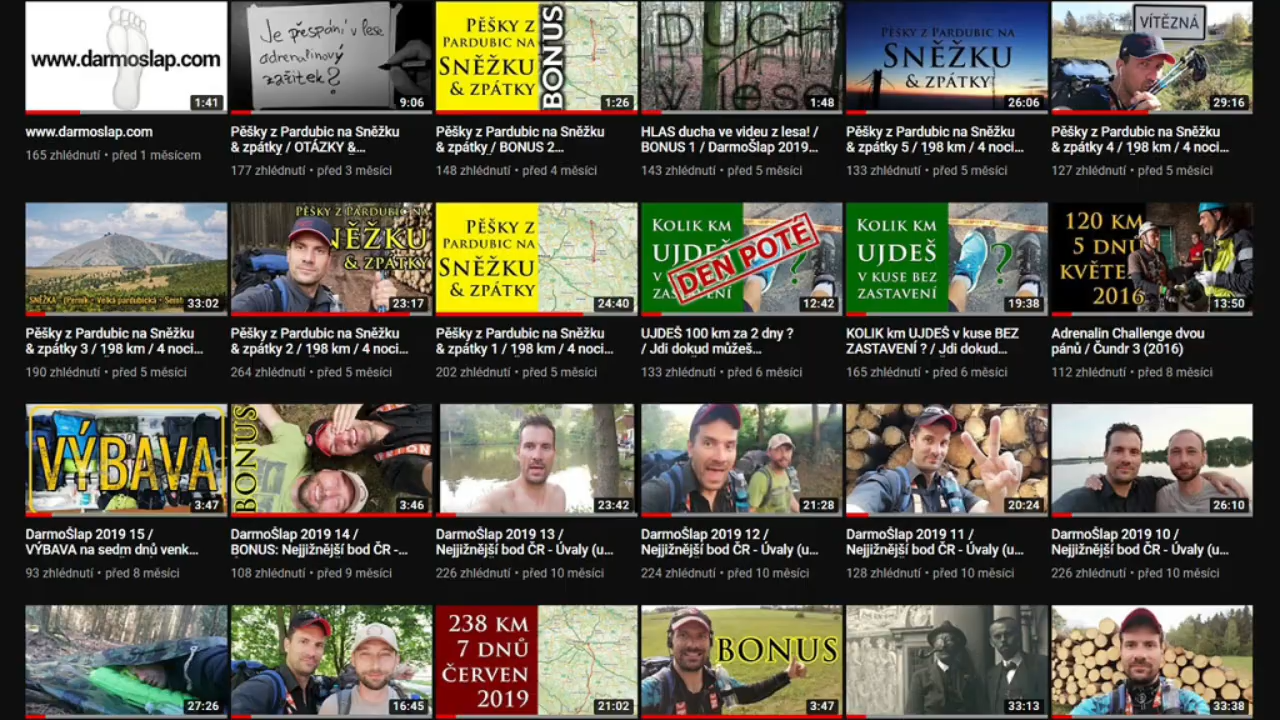 www.darmoslap.com
1:41
Je přespání v lese
adrenalinový
zážitek?
9:06
PĚŠKY Z
PARDUBIC NA
SNĚŽKU
& ZPÁTKY
BONUS
1:26
DUCH
v lese
1:48
PĚŠKY Z PARDUBIC NA
SNĚŽKU
& ZPÁTKY
26:06
VÍTĚZNÁ
29:16
www.darmoslap.com
165 zhlédnutí • před 1 měsícem
Pěšky z Pardubic na Sněžku
& zpátky / OTÁZKY &...
177 zhlédnutí • před 3 měsíci
Pěšky z Pardubic na Sněžku
& zpátky / BONUS 2...
148 zhlédnutí • před 4 měsíci
HLAS ducha ve videu z lesa! /
BONUS 1 / DarmoŠlap 2019...
143 zhlédnutí • před 5 měsíci
Pěšky z Pardubic na Sněžku
& zpátky 5 / 198 km / 4 noci...
133 zhlédnutí • před 5 měsíci
Pěšky z Pardubic na Sněžku
& zpátky 4 / 198 km / 4 noci...
127 zhlédnutí • před 5 měsíci
SNĚŽKA - (Perník - Velká pardubická -
33:02
PĚŠKY Z PARDUBIC NA
NĚŽKU
& ZPÁTKY
23:17
PĚŠKY Z
PARDUBIC NA
SNĚŽKU
& ZPÁTKY
24:40
KOLIK KM
UJDEŠ
DEN POTÉ
?
12:42
KOLIK KM
UJDEŠ
V KUSE BEZ
ZASTAVENÍ
?
19:38
120 KM
5 DNŮ
KVĚTE
2016
13:50
Pěšky z Pardubic na Sněžku
& zpátky 3 / 198 km / 4 noci...
190 zhlédnutí • před 5 měsíci
Pěšky z Pardubic na Sněžku
& zpátky 2 / 198 km / 4 noci...
264 zhlédnutí • před 5 měsíci
Pěšky z Pardubic na Sněžku
& zpátky 1 / 198 km / 4 noci...
202 zhlédnutí • před 5 měsíci
UJDEŠ 100 km za 2 dny ?
/ Jdi dokud můžeš...
133 zhlédnutí • před 6 měsíci
KOLIK km UJDEŠ v kuse BEZ
ZASTAVENÍ ? / Jdi dokud...
165 zhlédnutí • před 6 měsíci
Adrenalin Challenge dvou
pánů / Čundr 3 (2016)
112 zhlédnutí • před 8 měsíci
VÝBAVA
3:47
BONUS
3:46
23:42
21:28
20:24
26:10
DarmoŠlap 2019 15 /
VÝBAVA na sedm dnů venk...
93 zhlédnutí • před 8 měsíci
DarmoŠlap 2019 14 /
BONUS: Nejjižnější bod ČR -...
108 zhlédnutí • před 9 měsíci
DarmoŠlap 2019 13 /
Nejjižnější bod ČR - Úvaly (u...
226 zhlédnutí • před 10 měsíci
DarmoŠlap 2019 12 /
Nejjižnější bod ČR - Úvaly (u...
224 zhlédnutí • před 10 měsíci
DarmoŠlap 2019 11 /
Nejjižnější bod ČR - Úvaly (u...
128 zhlédnutí • před 10 měsíci
DarmoŠlap 2019 10 /
Nejjižnější bod ČR - Úvaly (u...
226 zhlédnutí • před 10 měsíci
27:26
16:45
238 KM
7 DNŮ
ČERVEN
2019
21:02
BONUS
3:47
33:13
33:38